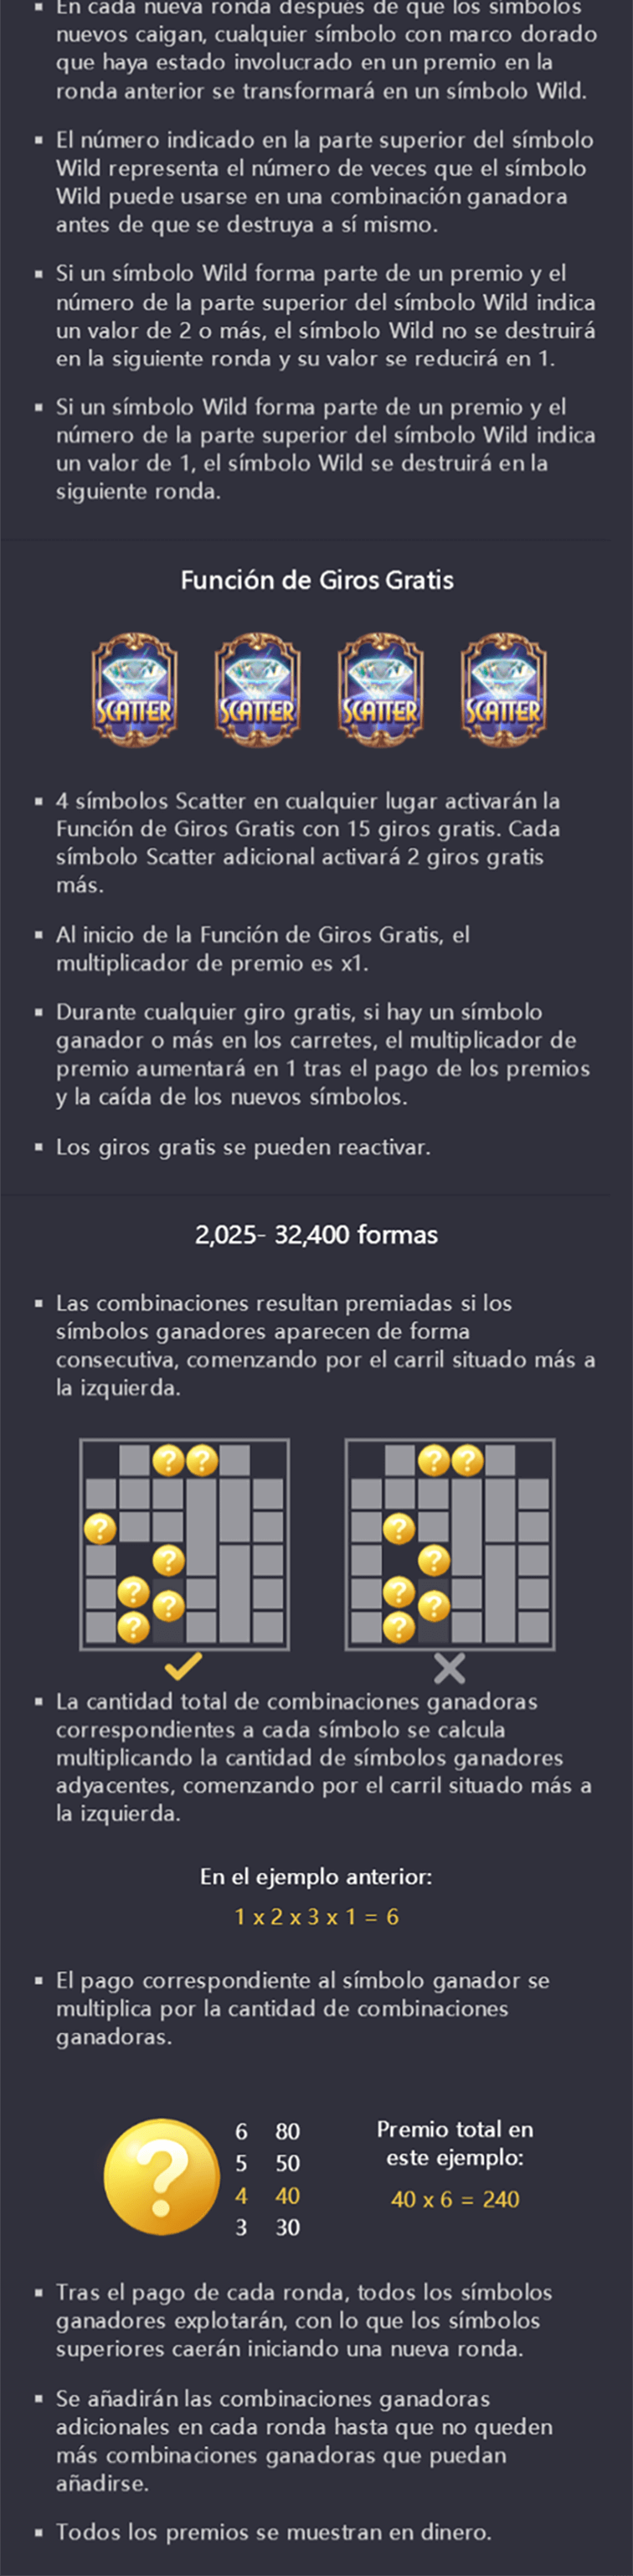 ▪ En cada nueva ronda después de que los símbolos
nuevos caigan, cualquier símbolo con marco dorado
que haya estado involucrado en un premio en la
ronda anterior se transformará en un símbolo Wild.
▪ El número indicado en la parte superior del símbolo
Wild representa el número de veces que el símbolo
Wild puede usarse en una combinación ganadora
antes de que se destruya a sí mismo.
▪ Si un símbolo Wild forma parte de un premio y el
número de la parte superior del símbolo Wild indica
un valor de 2 o más, el símbolo Wild no se destruirá
en la siguiente ronda y su valor se reducirá en 1.
▪ Si un símbolo Wild forma parte de un premio y el
número de la parte superior del símbolo Wild indica
un valor de 1, el símbolo Wild se destruirá en la
siguiente ronda.
Función de Giros Gratis
SCATTER SCATTER SCATTER SCATTER
▪ 4 símbolos Scatter en cualquier lugar activarán la
Función de Giros Gratis con 15 giros gratis. Cada
símbolo Scatter adicional activará 2 giros gratis
más.
▪ Al inicio de la Función de Giros Gratis, el
multiplicador de premio es x1.
▪ Durante cualquier giro gratis, si hay un símbolo
ganador o más en los carretes, el multiplicador de
premio aumentará en 1 tras el pago de los premios
y la caída de los nuevos símbolos.
▪ Los giros gratis se pueden reactivar.
2,025- 32,400 formas
▪ Las combinaciones resultan premiadas si los
símbolos ganadores aparecen de forma
consecutiva, comenzando por el carril situado más a
la izquierda.
? ? ? ?
? ?
? ?
? ? ? ?
? ?
▪ La cantidad total de combinaciones ganadoras
correspondientes a cada símbolo se calcula
multiplicando la cantidad de símbolos ganadores
adyacentes, comenzando por el carril situado más a
la izquierda.
En el ejemplo anterior:
1 x 2 x 3 x 1 = 6
▪ El pago correspondiente al símbolo ganador se
multiplica por la cantidad de combinaciones
ganadoras.
?
6 80
5 50
4 40
3 30
Premio total en
este ejemplo:
40 x 6 = 240
▪ Tras el pago de cada ronda, todos los símbolos
ganadores explotarán, con lo que los símbolos
superiores caerán iniciando una nueva ronda.
▪ Se añadirán las combinaciones ganadoras
adicionales en cada ronda hasta que no queden
más combinaciones ganadoras que puedan
añadirse.
▪ Todos los premios se muestran en dinero.